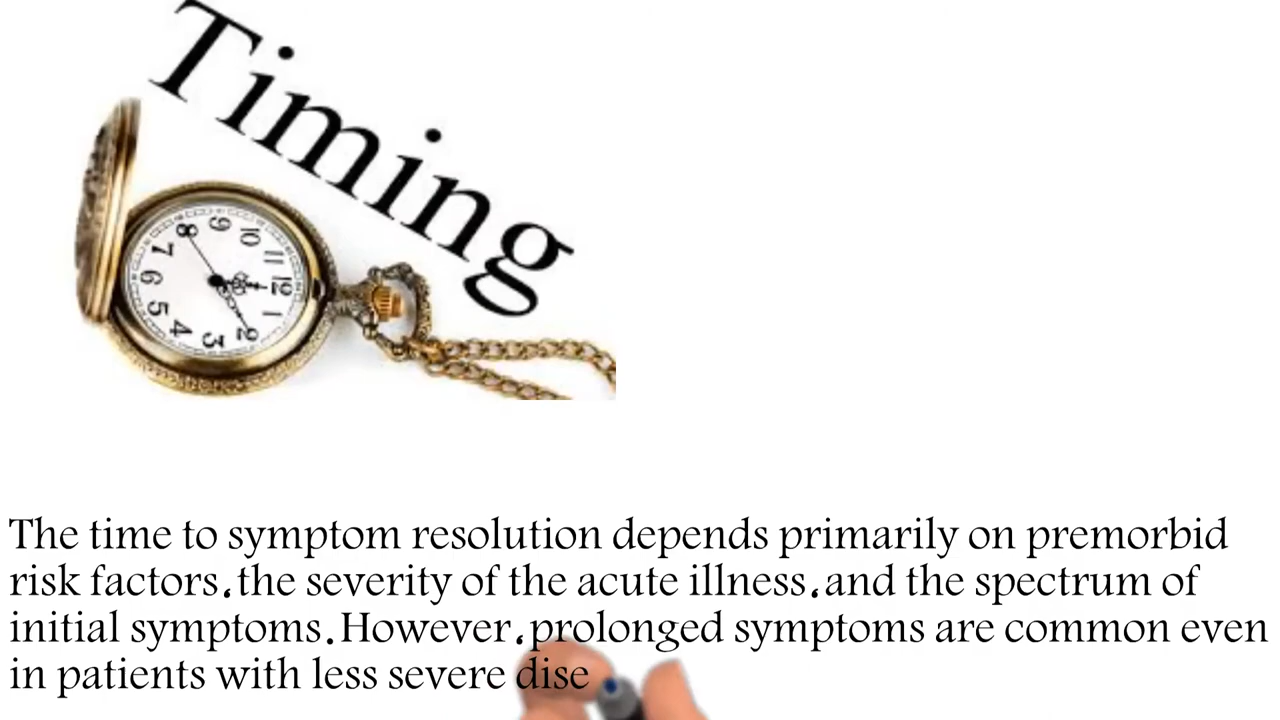 Timing
The time to symptom resolution depends primarily on premorbid
risk factors,the severity of the acute illness,and the spectrum of
initial symptoms.However,prolonged symptoms are common even
in patients with less severe dise